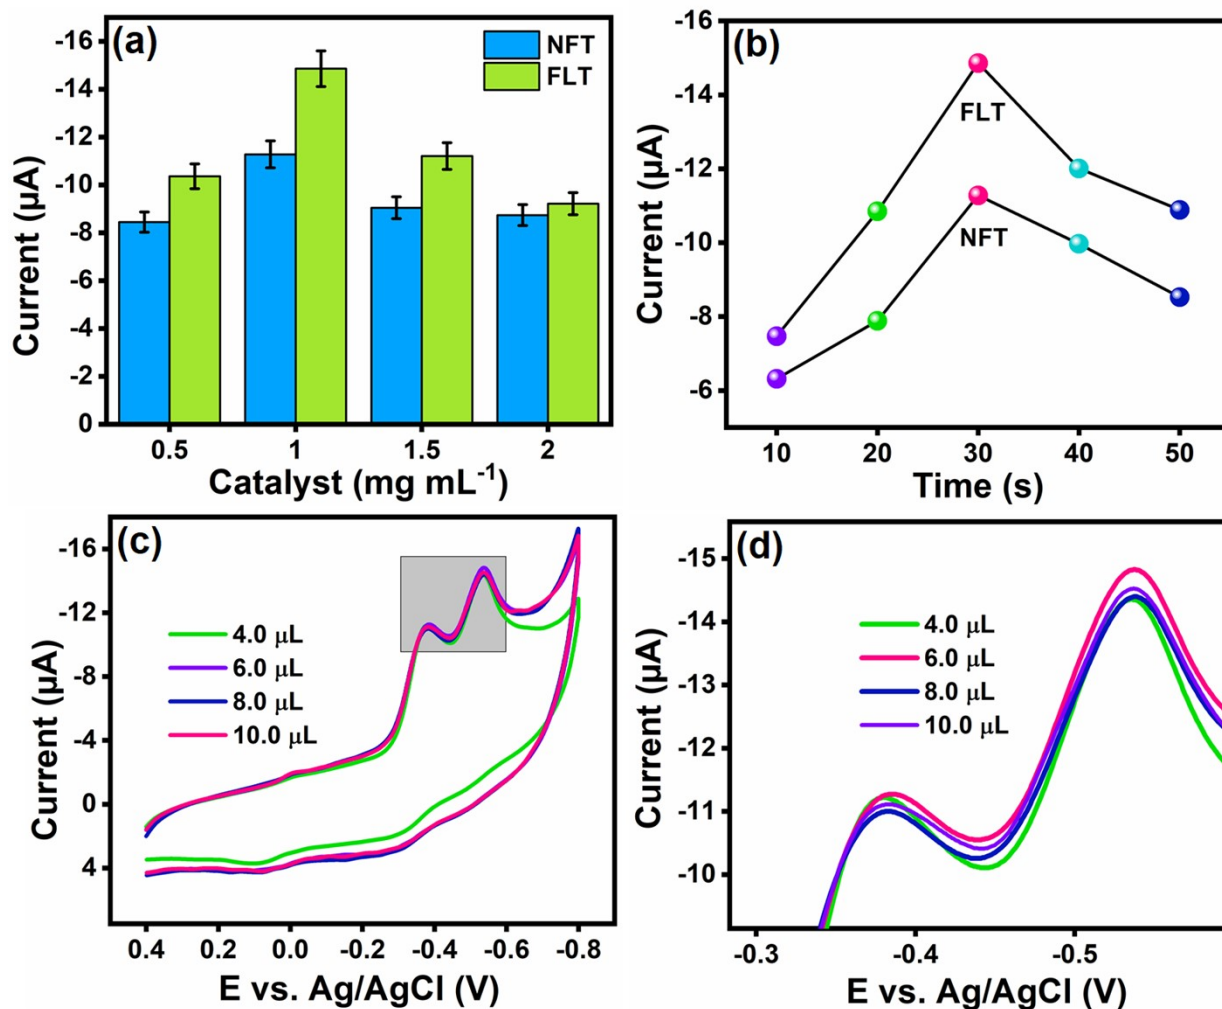 (a)
NFT
FLT
-16
-14
-12
-10
-8
-6
-4
-2
0
Current (µA)
0.5 1 1.5 2
Catalyst (mg mL⁻¹)
(b)
-16
-14
-12
-10
-8
-6
Current (µA)
FLT
NFT
10 20 30 40 50
Time (s)
(c)
-16
-12
-8
-4
0
4
Current (µA)
4.0 µL
6.0 µL
8.0 µL
10.0 µL
0.4 0.2 0.0 -0.2 -0.4 -0.6 -0.8
E vs. Ag/AgCl (V)
(d)
-15
-14
-13
-12
-11
-10
Current (µA)
4.0 µL
6.0 µL
8.0 µL
10.0 µL
-0.3 -0.4 -0.5
E vs. Ag/AgCl (V)